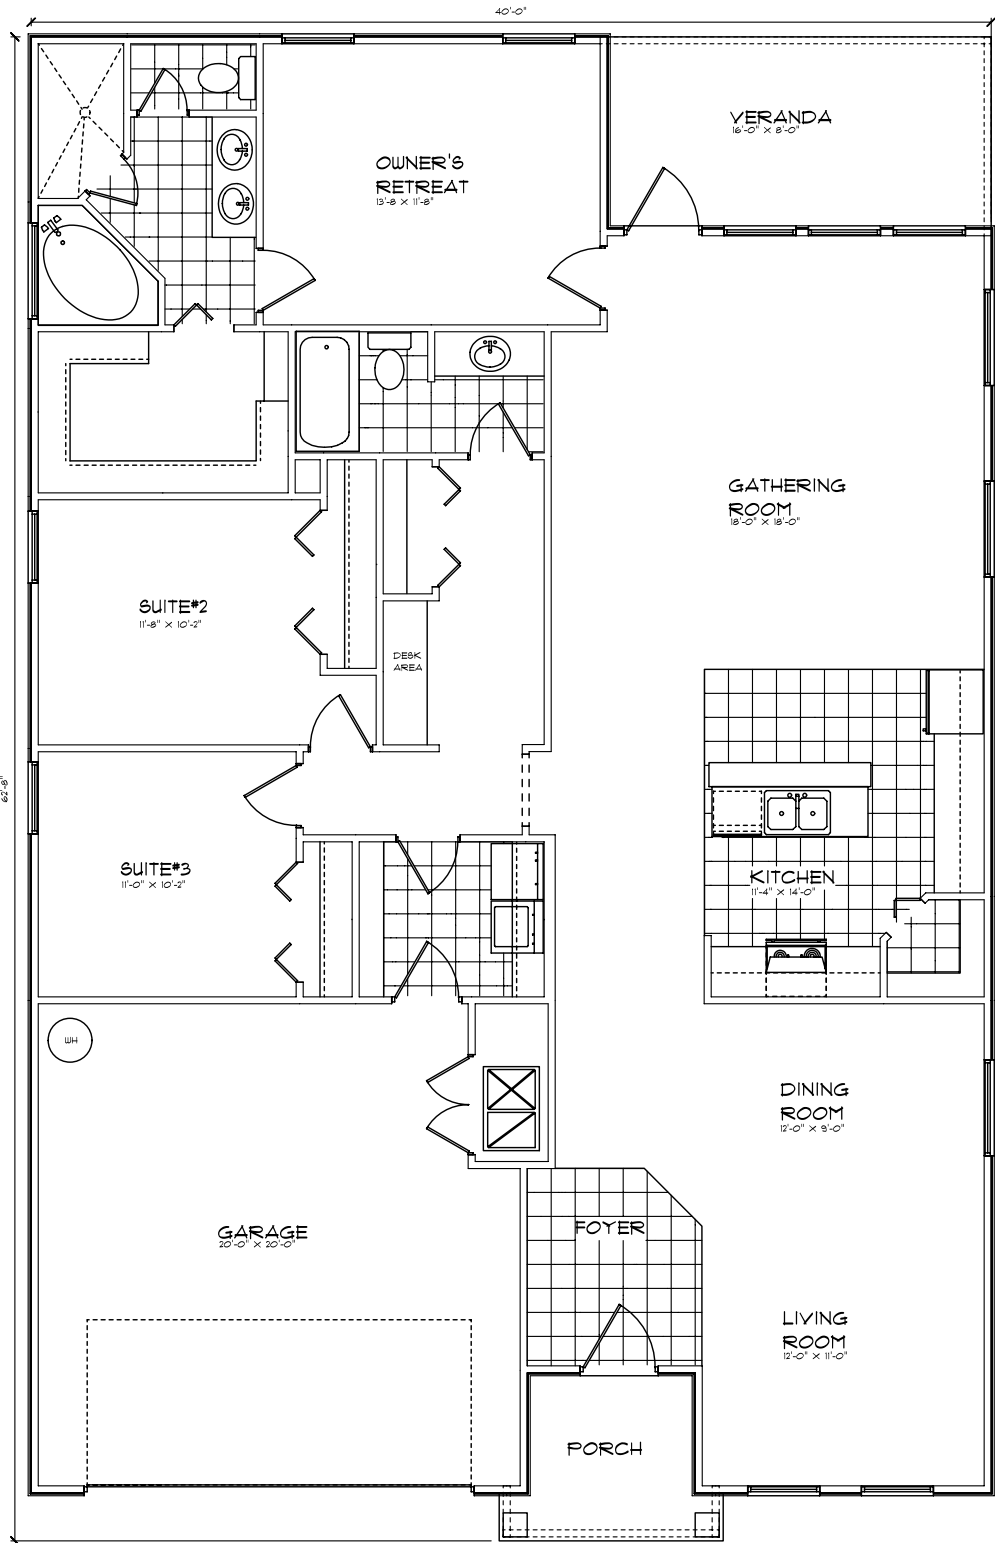 40'-0"
VERANDA
16'-0" X 8'-0"
OWNER'S
RETREAT
13'-8 X 11'-8"
GATHERING
ROOM
18'-0" X 18'-0"
SUITE#2
11'-8" X 10'-2"
DESK
AREA
62'-8"
SUITE#3
11'-0" X 10'-2"
KITCHEN
11'-4" X 14'-0"
WH
DINING
ROOM
12'-0" X 9'-0"
GARAGE
20'-0" X 20'-0"
FOYER
LIVING
ROOM
12'-0" X 11'-0"
PORCH